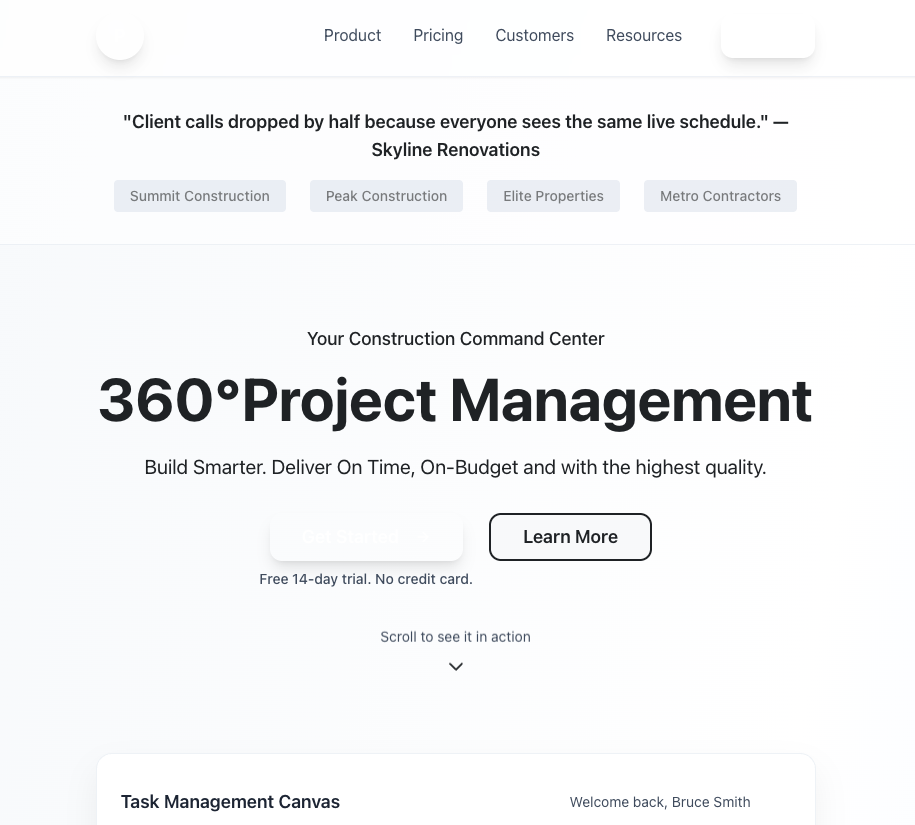 Product Pricing Customers Resources
"Client calls dropped by half because everyone sees the same live schedule." —
Skyline Renovations
Summit Construction Peak Construction Elite Properties Metro Contractors
Your Construction Command Center
360°Project Management
Build Smarter. Deliver On Time, On-Budget and with the highest quality.
Get Started Learn More
Free 14-day trial. No credit card.
Scroll to see it in action
Task Management Canvas Welcome back, Bruce Smith